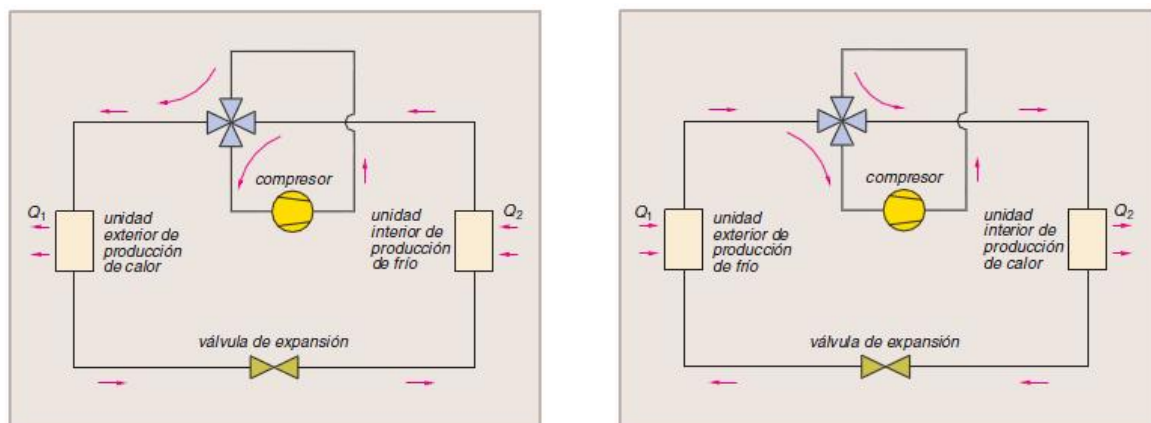 compresor
Q1
unidad
exterior de
producción
de calor
unidad
interior de
producción
de frío
Q2
válvula de expansión
compresor
Q1
unidad
exterior de
producción
de frío
unidad
interior de
producción
de calor
Q2
válvula de expansión